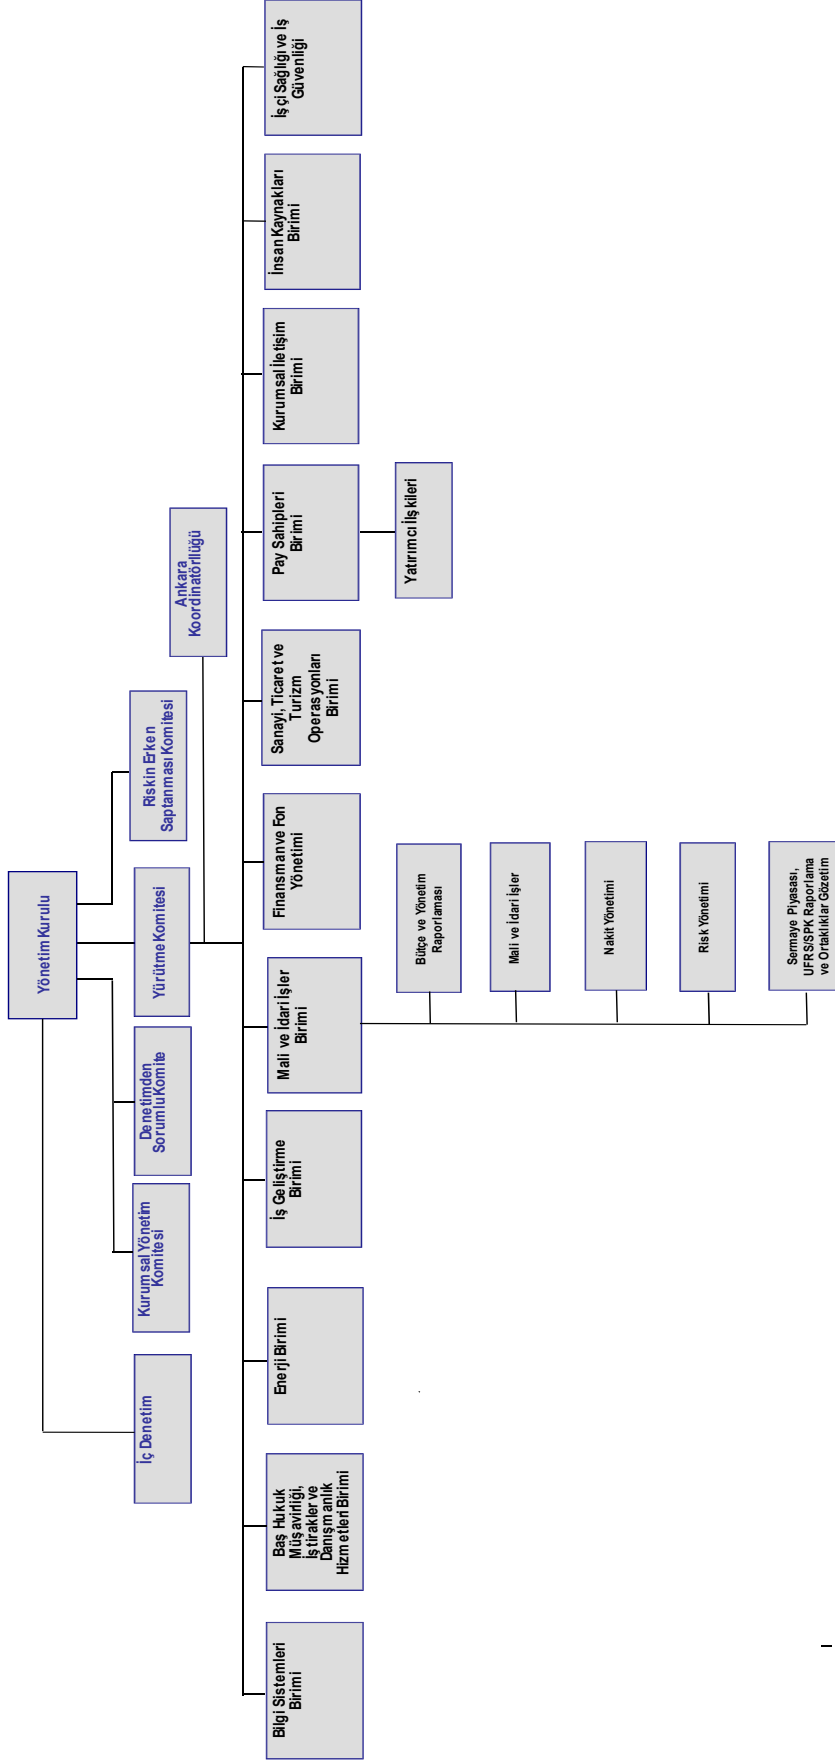 Yönetim Kurulu
İç Denetim
Kurumsal Yönetim
Komitesi
Denetimden
Sorumlu Komite
Yürütme Komitesi
Riskin Erken
Saptanması Komitesi
Ankara
Koordinatörllüğü
Bilgi Sistemleri
Birimi
Baş Hukuk
Müşavirliği,
İştirakler ve
Danışmanlık
Hizmetleri Birimi
Enerji Birimi
İş Geliştirme
Birimi
Mali ve İdari İşler
Birimi
Finansman ve Fon
Yönetimi
Sanayi, Ticaret ve
Turizm
Operasyonları
Birimi
Pay Sahipleri
Birimi
Kurumsal İletişim
Birimi
İnsan Kaynakları
Birimi
İşçi Sağlığı ve İş
Güvenliği
Bütçe ve Yönetim
Raporlaması
Mali ve İdari İşler
Nakit Yönetimi
Risk Yönetimi
Sermaye Piyasası,
UFRS/SPK Raporlama
ve Ortaklıklar Gözetim
Yatırımcı İlişkileri